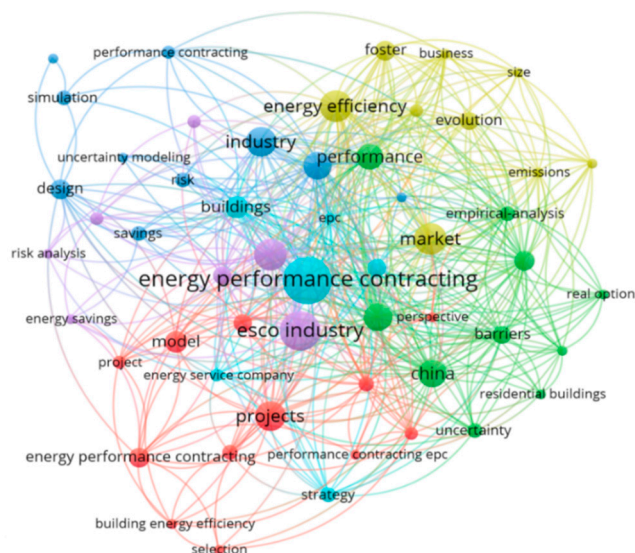 foster
business
performance contracting
size
simulation
energy efficiency
evolution
industry
performance
uncertainty modeling
emissions
risk
design
buildings
epc
empirical-analysis
savings
market
risk analysis
energy performance contracting
real option
energy savings
esco industry
perspective
barriers
model
project
energy service company
china
residential buildings
projects
uncertainty
energy performance contracting
performance contracting epc
strategy
building energy efficiency
selection